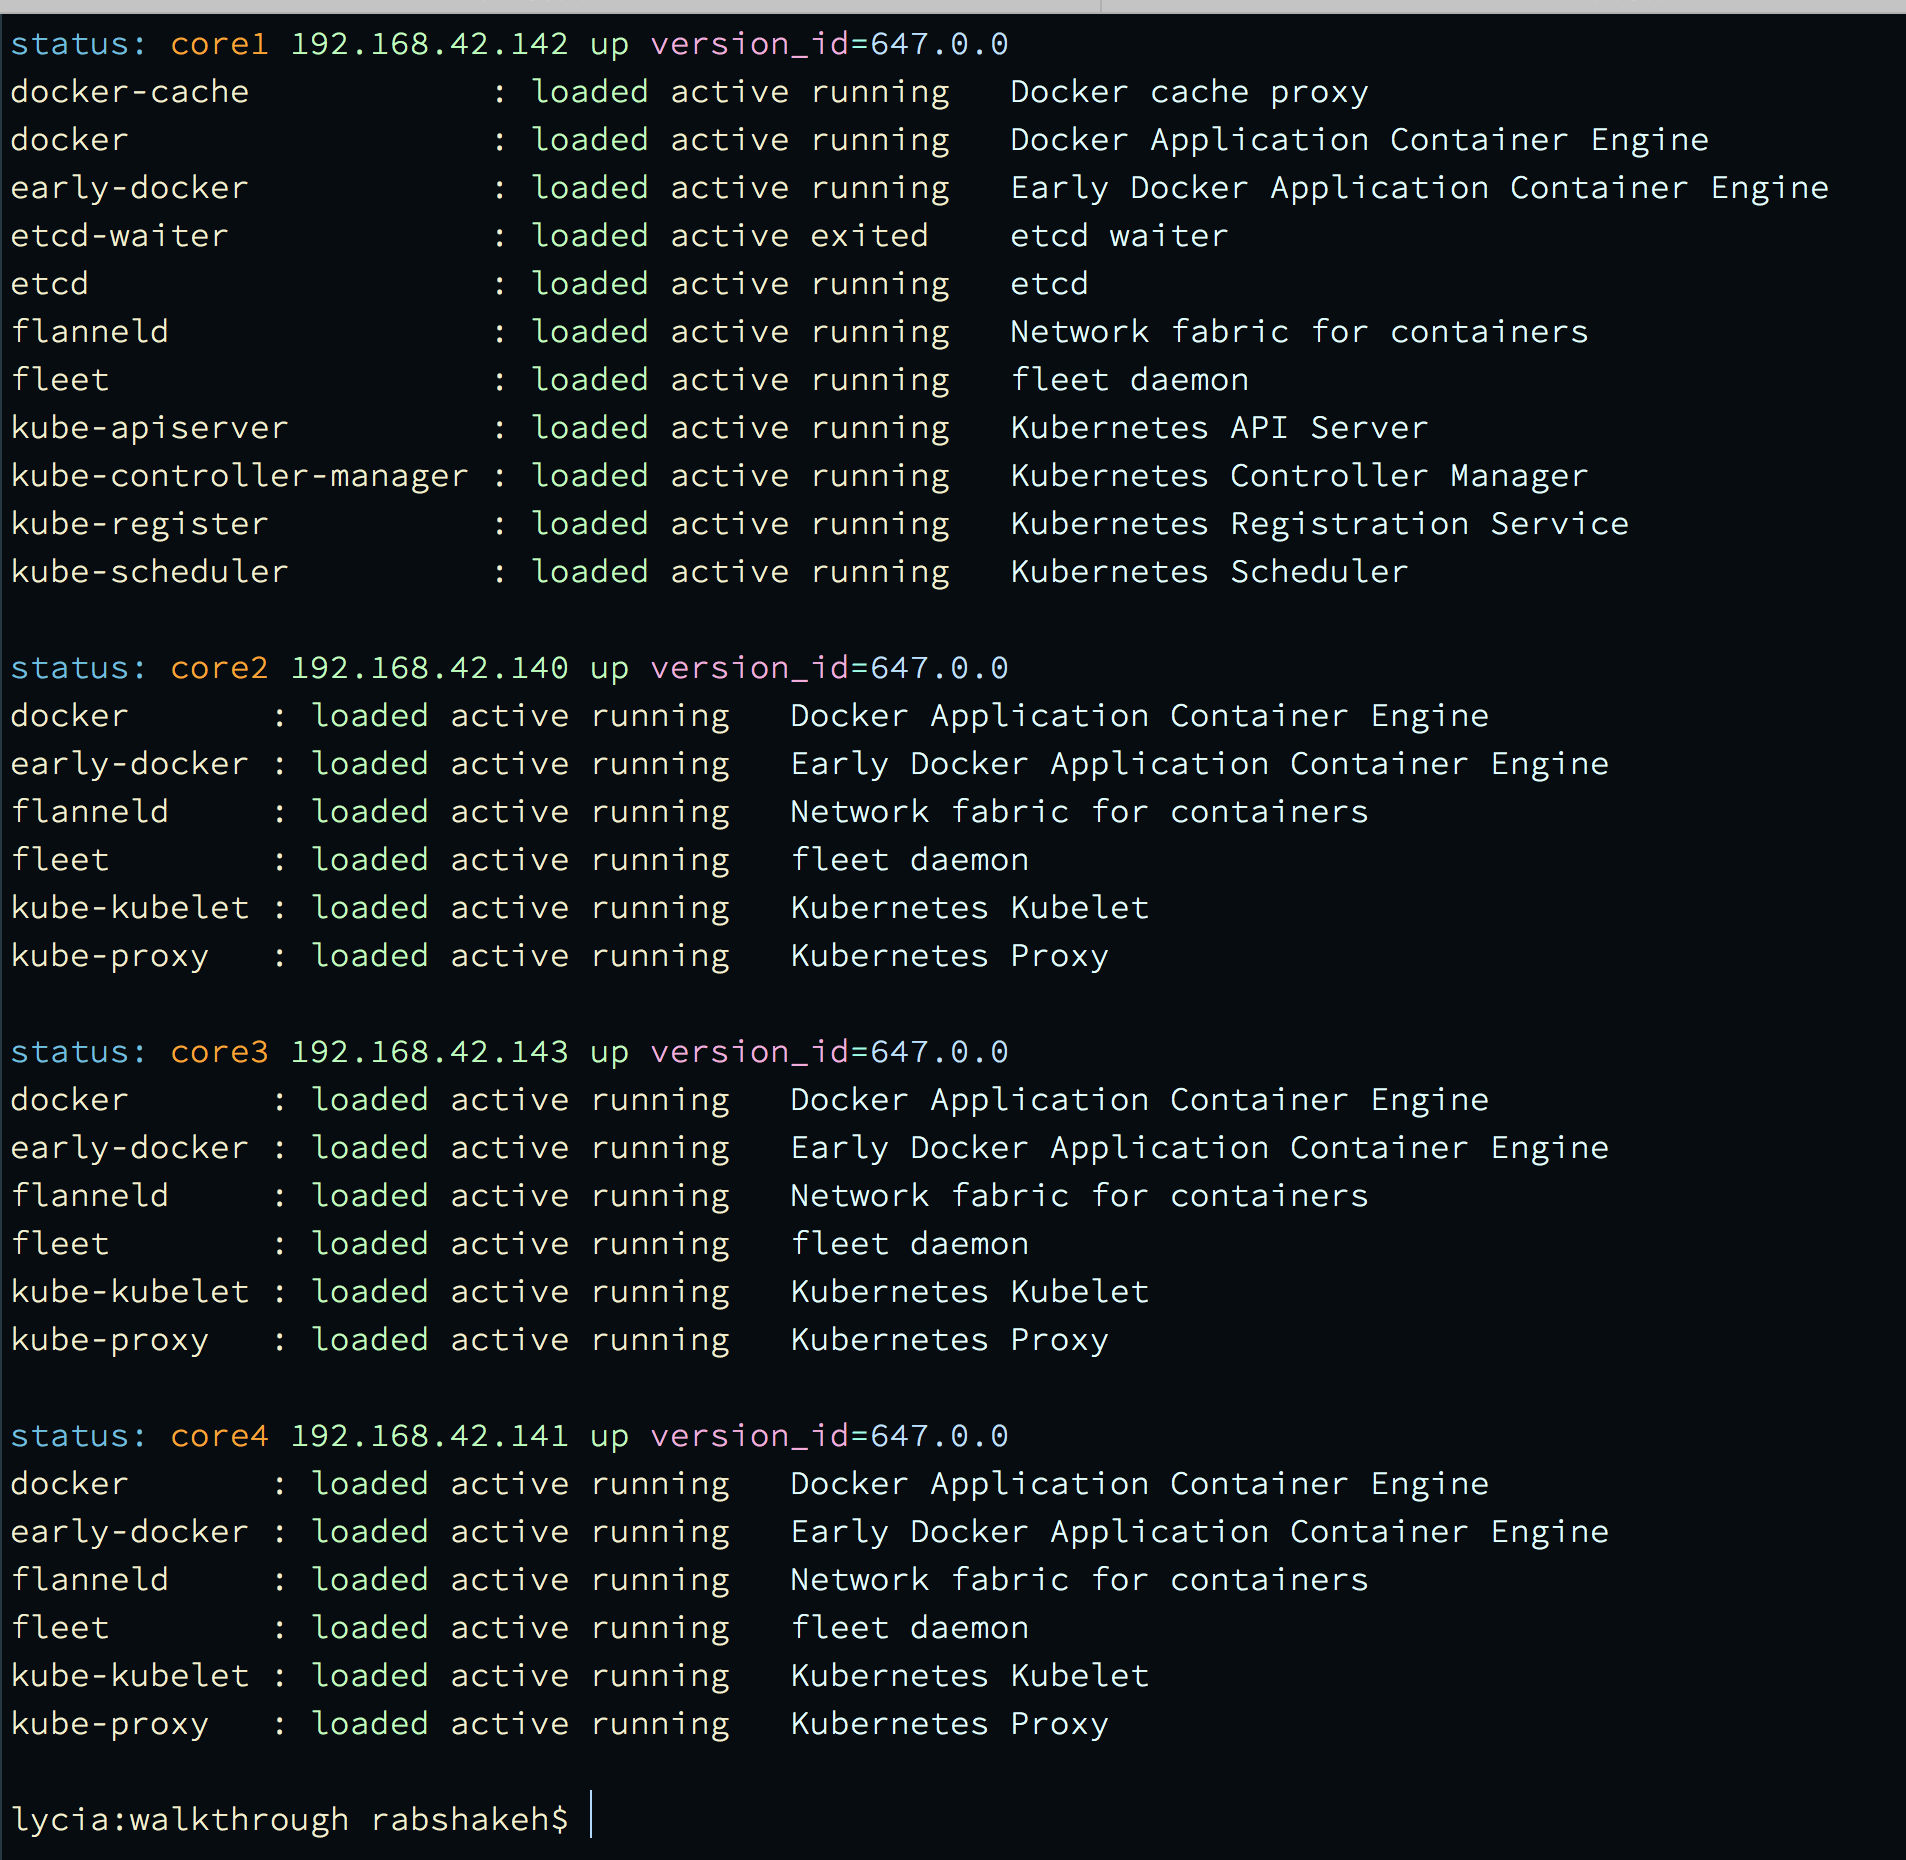 status: core1 192.168.42.142 up version_id=647.0.0
docker-cache            : loaded active running   Docker cache proxy
docker                  : loaded active running   Docker Application Container Engine
early-docker            : loaded active running   Early Docker Application Container Engine
etcd-waiter             : loaded active exited    etcd waiter
etcd                    : loaded active running   etcd
flanneld                : loaded active running   Network fabric for containers
fleet                   : loaded active running   fleet daemon
kube-apiserver          : loaded active running   Kubernetes API Server
kube-controller-manager : loaded active running   Kubernetes Controller Manager
kube-register           : loaded active running   Kubernetes Registration Service
kube-scheduler          : loaded active running   Kubernetes Scheduler
status: core2 192.168.42.140 up version_id=647.0.0
docker       : loaded active running   Docker Application Container Engine
early-docker : loaded active running   Early Docker Application Container Engine
flanneld     : loaded active running   Network fabric for containers
fleet        : loaded active running   fleet daemon
kube-kubelet : loaded active running   Kubernetes Kubelet
kube-proxy   : loaded active running   Kubernetes Proxy
status: core3 192.168.42.143 up version_id=647.0.0
docker       : loaded active running   Docker Application Container Engine
early-docker : loaded active running   Early Docker Application Container Engine
flanneld     : loaded active running   Network fabric for containers
fleet        : loaded active running   fleet daemon
kube-kubelet : loaded active running   Kubernetes Kubelet
kube-proxy   : loaded active running   Kubernetes Proxy
status: core4 192.168.42.141 up version_id=647.0.0
docker       : loaded active running   Docker Application Container Engine
early-docker : loaded active running   Early Docker Application Container Engine
flanneld     : loaded active running   Network fabric for containers
fleet        : loaded active running   fleet daemon
kube-kubelet : loaded active running   Kubernetes Kubelet
kube-proxy   : loaded active running   Kubernetes Proxy
lycia:walkthrough rabshakeh$